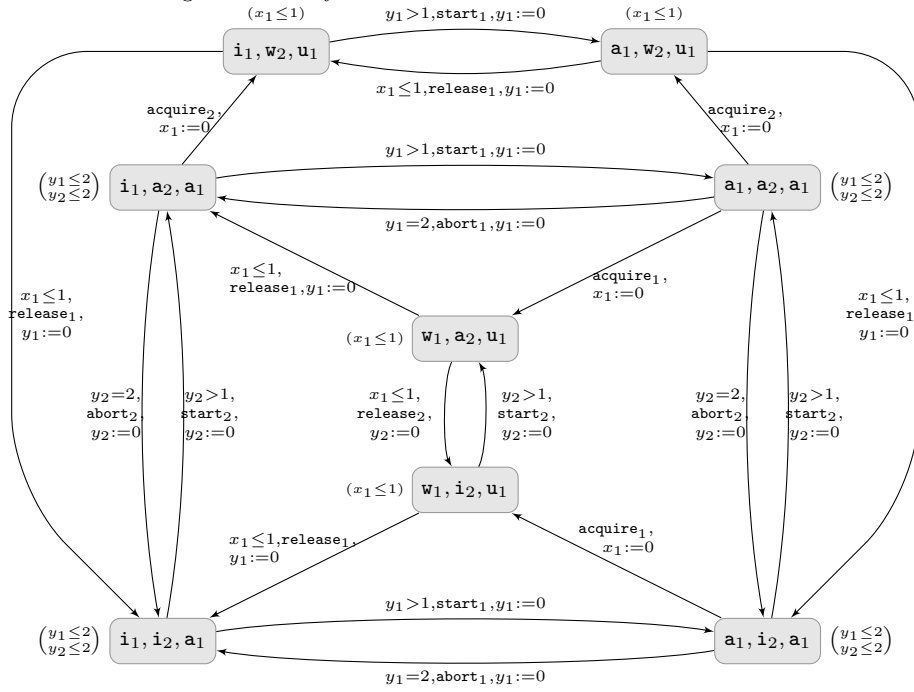 (x₁≤1)
y₁>1,start₁,y₁:=0
(x₁≤1)
i₁, w₂, u₁
a₁, w₂, u₁
x₁≤1,release₁,y₁:=0
acquire₂,
x₁:=0
acquire₂,
x₁:=0
y₁>1,start₁,y₁:=0
(y₁≤2
y₂≤2)
i₁, a₂, a₁
a₁, a₂, a₁
(y₁≤2
y₂≤2)
y₁=2,abort₁,y₁:=0
x₁≤1,
release₁,
y₁:=0
x₁≤1,
release₁,y₁:=0
acquire₁,
x₁:=0
x₁≤1,
release₁,
y₁:=0
(x₁≤1)
w₁, a₂, u₁
y₂=2,
abort₂,
y₂:=0
y₂>1,
start₂,
y₂:=0
x₁≤1,
release₂,
y₂:=0
y₂>1,
start₂,
y₂:=0
y₂=2,
abort₂,
y₂:=0
y₂>1,
start₂,
y₂:=0
(x₁≤1)
w₁, i₂, u₁
x₁≤1,release₁,
y₁:=0
acquire₁,
x₁:=0
y₁>1,start₁,y₁:=0
(y₁≤2
y₂≤2)
i₁, i₂, a₁
a₁, i₂, a₁
(y₁≤2
y₂≤2)
y₁=2,abort₁,y₁:=0